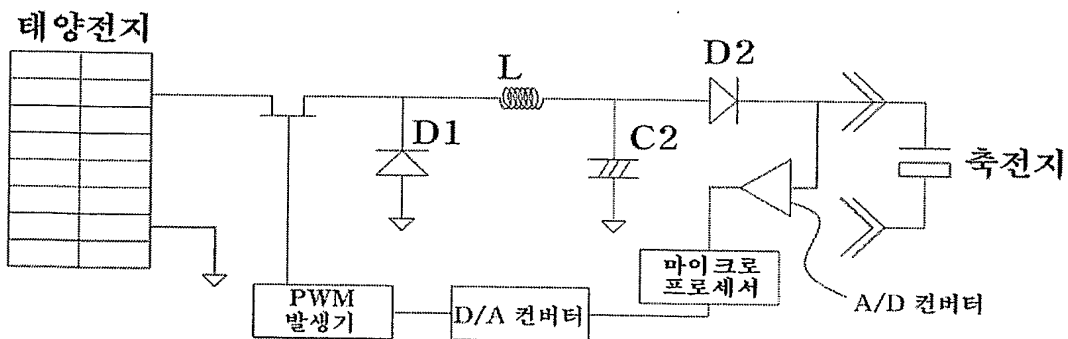 태양전지
L
D2
D1
C2
축전지
마이크로
프로세서
A/D 컨버터
PWM
발생기
D/A 컨버터